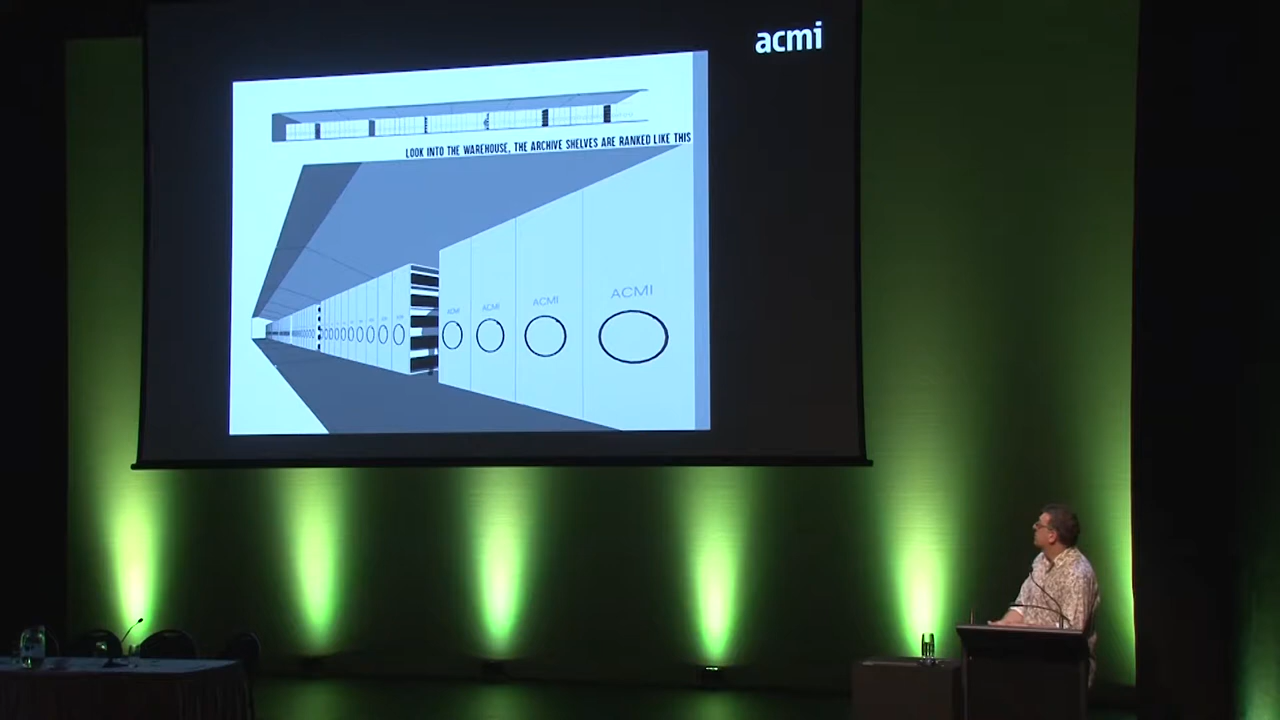 acmi
LOOK INTO THE WAREHOUSE, THE ARCHIVE SHELVES ARE RANKED LIKE THIS
ACMI
ACMI
ACMI
ACMI